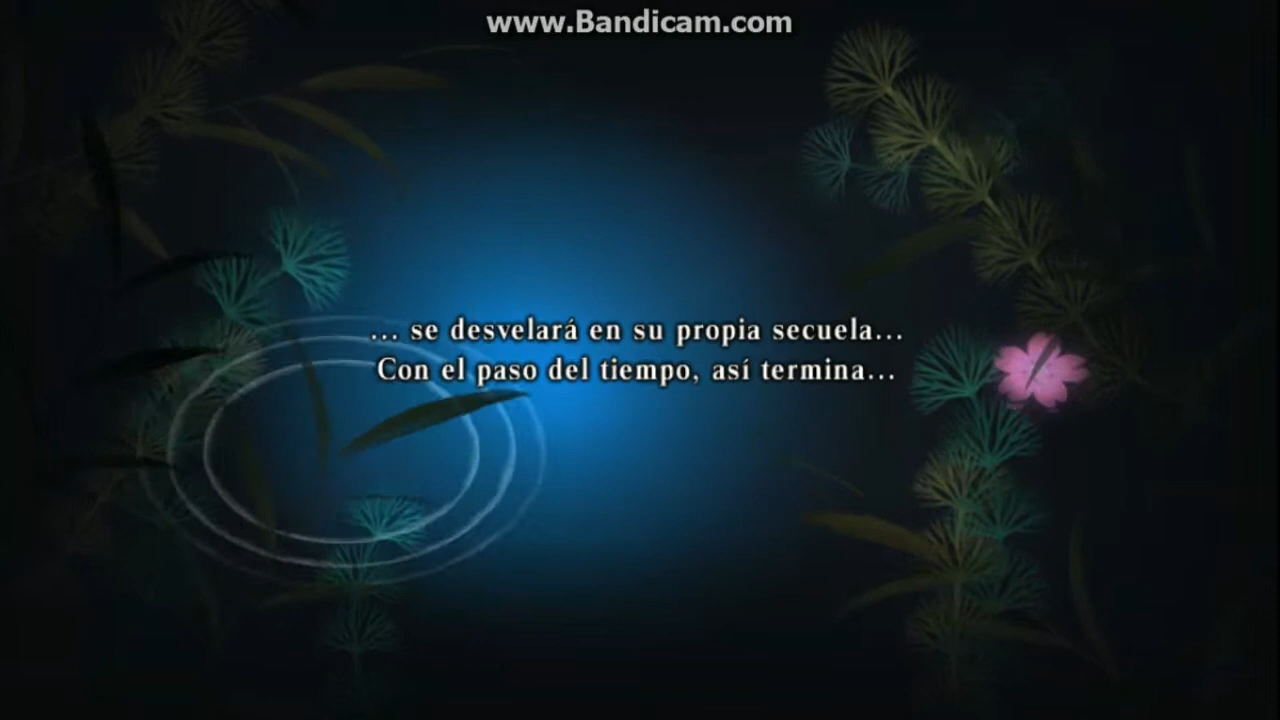 www.Bandicam.com
... se desvelará en su propia secuela...
Con el paso del tiempo, así termina...